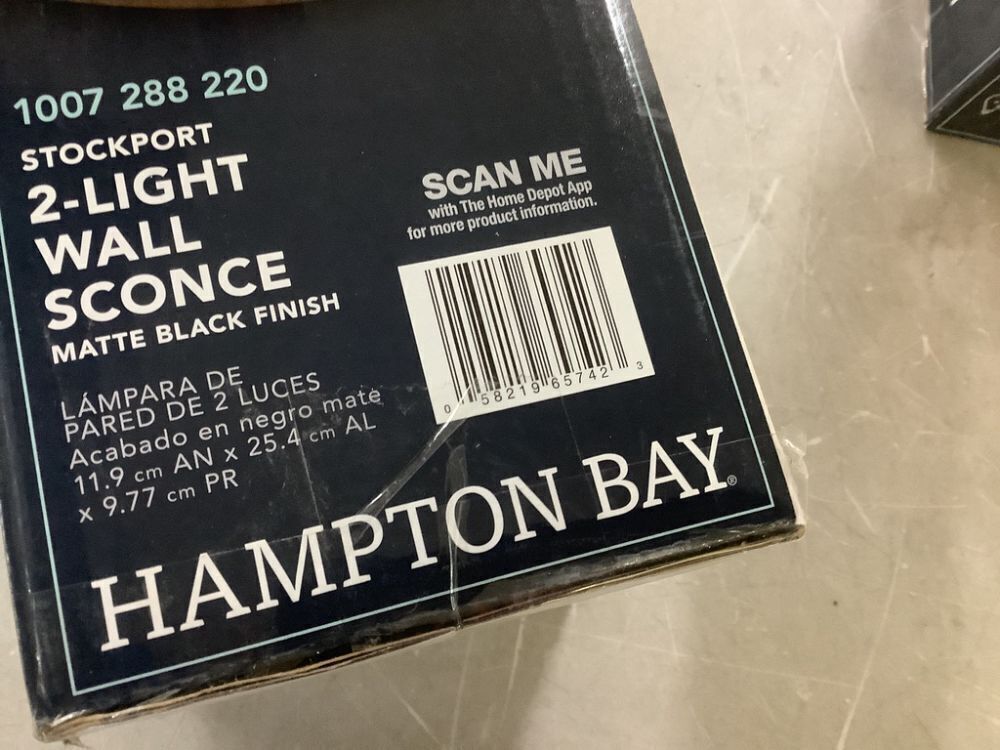 1007 288 220
STOCKPORT
2-LIGHT
WALL
SCONCE
MATTE BLACK FINISH
LÁMPARA DE
PARED DE 2 LUCES
Acabado en negro mate
11.9 cm AN x 25.4 cm AL
x 9.77 cm PR
SCAN ME
with The Home Depot App
for more product information.
0 58219 65742 3
HAMPTON BAY®